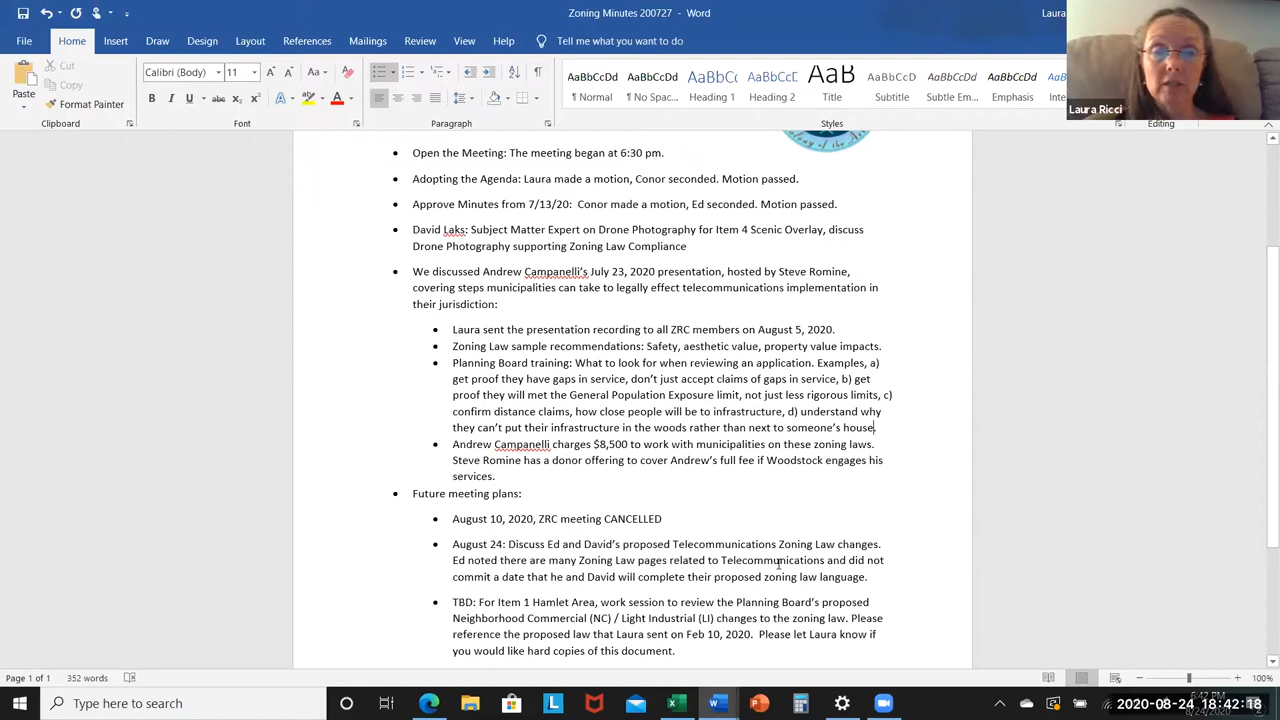 Zoning Minutes 200727 - Word
Laura
File Home Insert Draw Design Layout References Mailings Review View Help Tell me what you want to do
Cut
Copy
Paste
Format Painter
Calibri (Body) 11
AaBbCcDd AaBbCcDd AaBbC( AaBbCcD AaB AaBbCcD AaBbCcDd AaBbCcDd AaBb
¶ Normal ¶ No Spac... Heading 1 Heading 2 Title Subtitle Subtle Em... Emphasis Inte
Clipboard Font Paragraph Styles Editing
Laura Ricci
• Open the Meeting: The meeting began at 6:30 pm.
• Adopting the Agenda: Laura made a motion, Conor seconded. Motion passed.
• Approve Minutes from 7/13/20: Conor made a motion, Ed seconded. Motion passed.
• David Laks: Subject Matter Expert on Drone Photography for Item 4 Scenic Overlay, discuss
Drone Photography supporting Zoning Law Compliance
• We discussed Andrew Campanelli's July 23, 2020 presentation, hosted by Steve Romine,
covering steps municipalities can take to legally effect telecommunications implementation in
their jurisdiction:
• Laura sent the presentation recording to all ZRC members on August 5, 2020.
• Zoning Law sample recommendations: Safety, aesthetic value, property value impacts.
• Planning Board training: What to look for when reviewing an application. Examples, a)
get proof they have gaps in service, don't just accept claims of gaps in service, b) get
proof they will met the General Population Exposure limit, not just less rigorous limits, c)
confirm distance claims, how close people will be to infrastructure, d) understand why
they can't put their infrastructure in the woods rather than next to someone's house.
• Andrew Campanelli charges $8,500 to work with municipalities on these zoning laws.
Steve Romine has a donor offering to cover Andrew's full fee if Woodstock engages his
services.
• Future meeting plans:
• August 10, 2020, ZRC meeting CANCELLED
• August 24: Discuss Ed and David's proposed Telecommunications Zoning Law changes.
Ed noted there are many Zoning Law pages related to Telecommunications and did not
commit a date that he and David will complete their proposed zoning law language.
• TBD: For Item 1 Hamlet Area, work session to review the Planning Board's proposed
Neighborhood Commercial (NC) / Light Industrial (LI) changes to the zoning law. Please
reference the proposed law that Laura sent on Feb 10, 2020. Please let Laura know if
you would like hard copies of this document.
Page 1 of 1 352 words 100%
Type here to search
6:42 PM
8/24/2020
2020-08-24 18:42:18